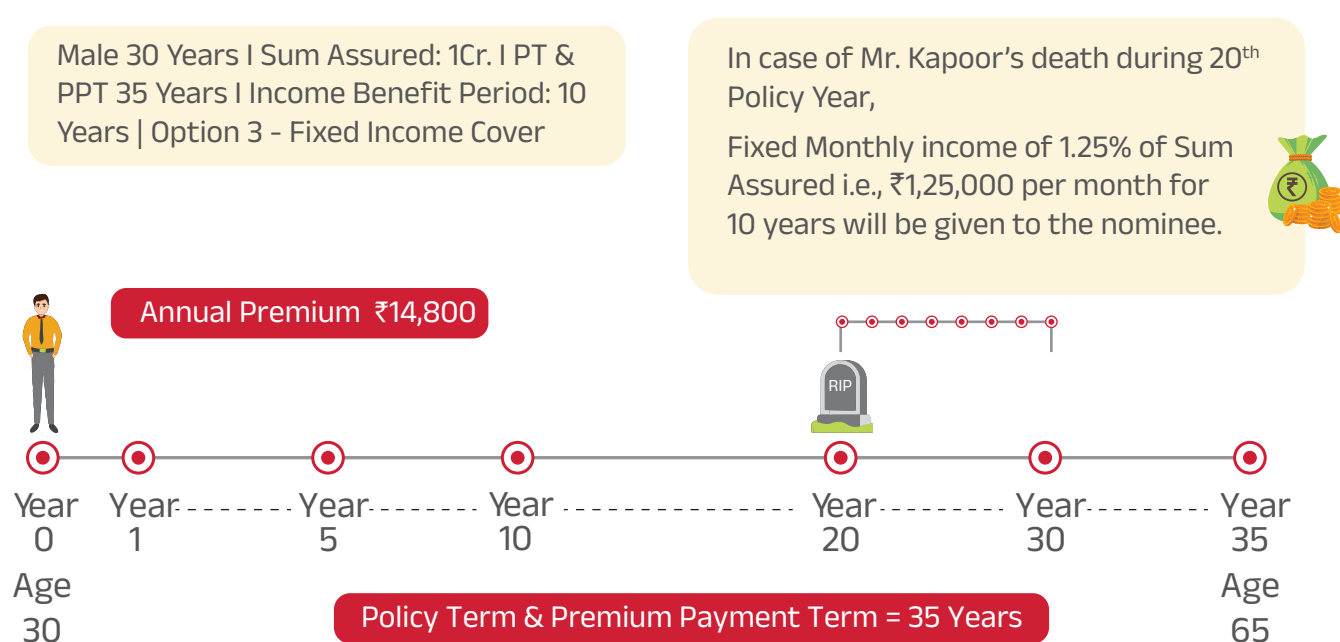 Male 30 Years I Sum Assured: 1Cr. I PT &
PPT 35 Years I Income Benefit Period: 10
Years | Option 3 - Fixed Income Cover
In case of Mr. Kapoor’s death during 20th
Policy Year,
Fixed Monthly income of 1.25% of Sum
Assured i.e., ₹1,25,000 per month for
10 years will be given to the nominee.
₹
Annual Premium ₹14,800
RIP
Year Year Year Year Year Year Year
0 1 5 10 20 30 35
Age Age
30 65
Policy Term & Premium Payment Term = 35 Years